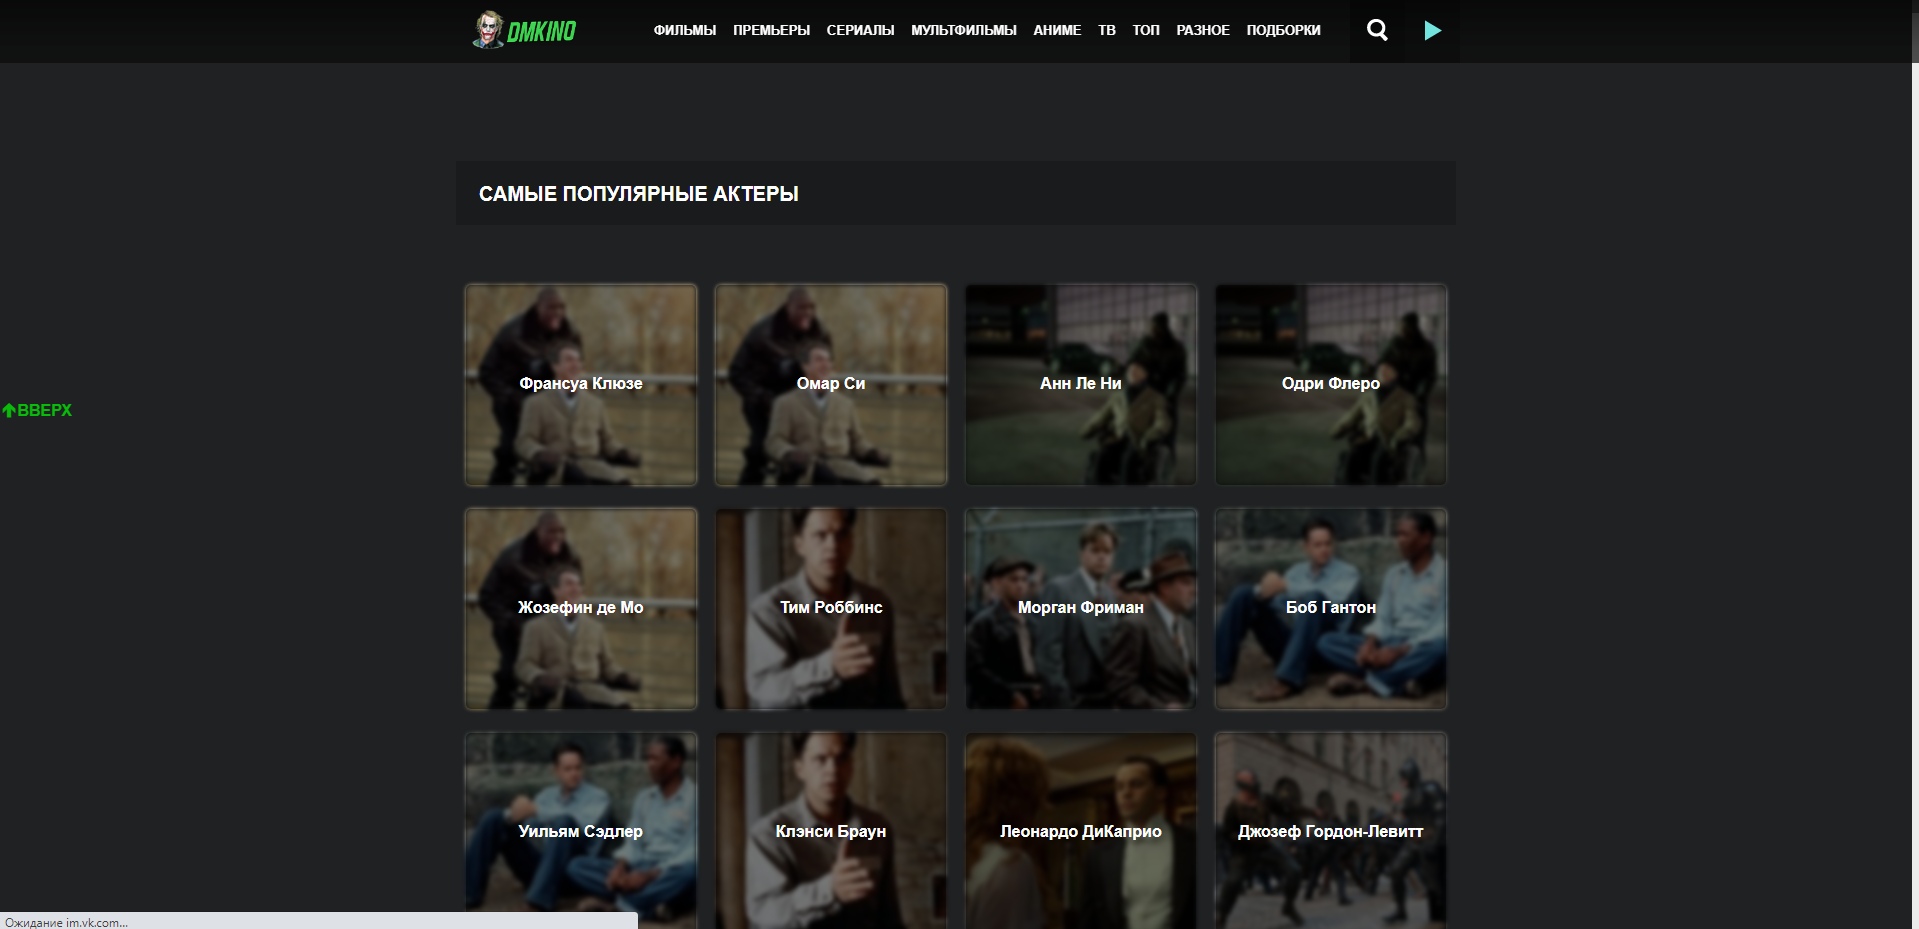 DMKINO
ФИЛЬМЫ ПРЕМЬЕРЫ СЕРИАЛЫ МУЛЬТФИЛЬМЫ АНИМЕ ТВ ТОП РАЗНОЕ ПОДБОРКИ
САМЫЕ ПОПУЛЯРНЫЕ АКТЕРЫ
Франсуа Клюзе
Омар Си
Анн Ле Ни
Одри Флеро
ВВЕРХ
Жозефин де Мо
Тим Роббинс
Морган Фриман
Боб Гантон
Уильям Сэдлер
Клэнси Браун
Леонардо ДиКаприо
Джозеф Гордон-Левитт
Ожидание im.vk.com...